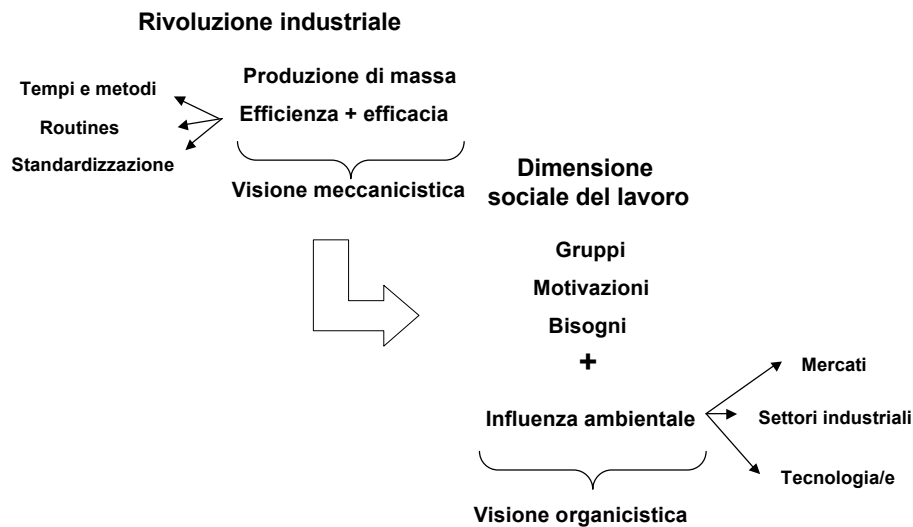 Rivoluzione industriale
Produzione di massa
Tempi e metodi
Efficienza + efficacia
Routines
Standardizzazione
Visione meccanicistica
Dimensione
sociale del lavoro
Gruppi
Motivazioni
Bisogni
+
Mercati
Influenza ambientale
Settori industriali
Tecnologia/e
Visione organicistica